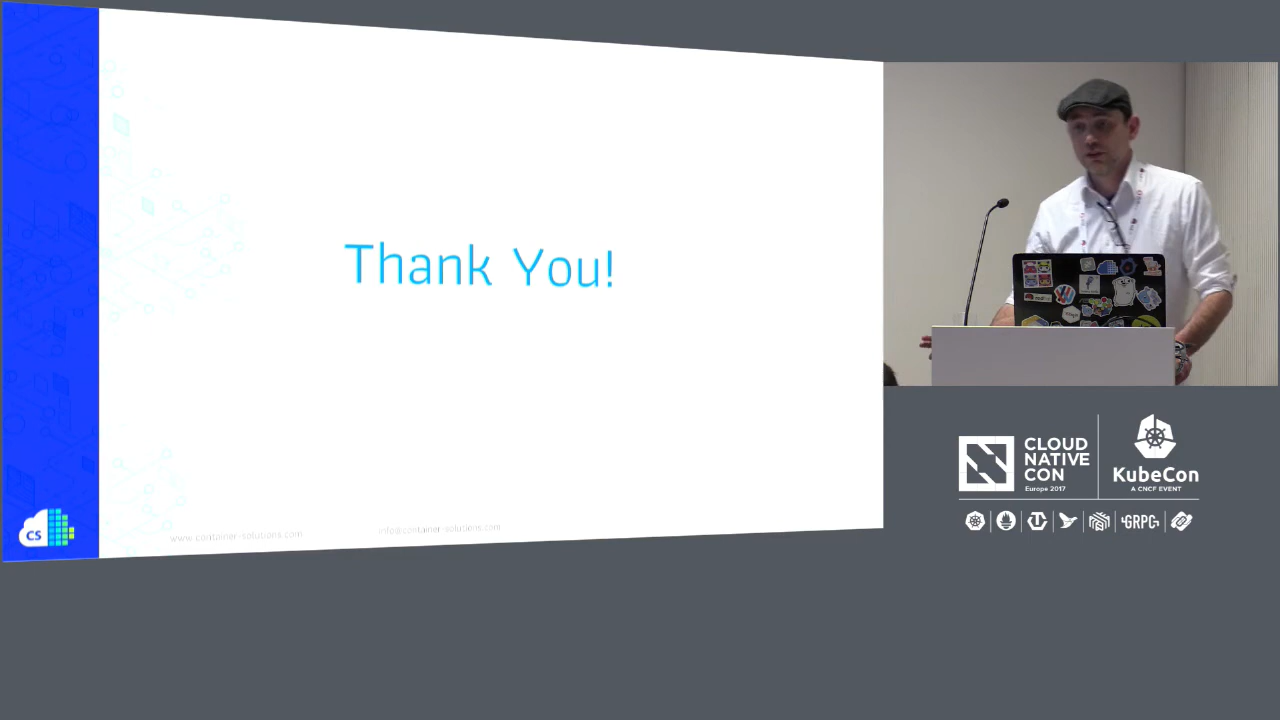 Thank You!
CS
www.container-solutions.com
info@container-solutions.com
CLOUD
NATIVE
CON
Europe 2017
KubeCon
A CNCF EVENT
GRPC